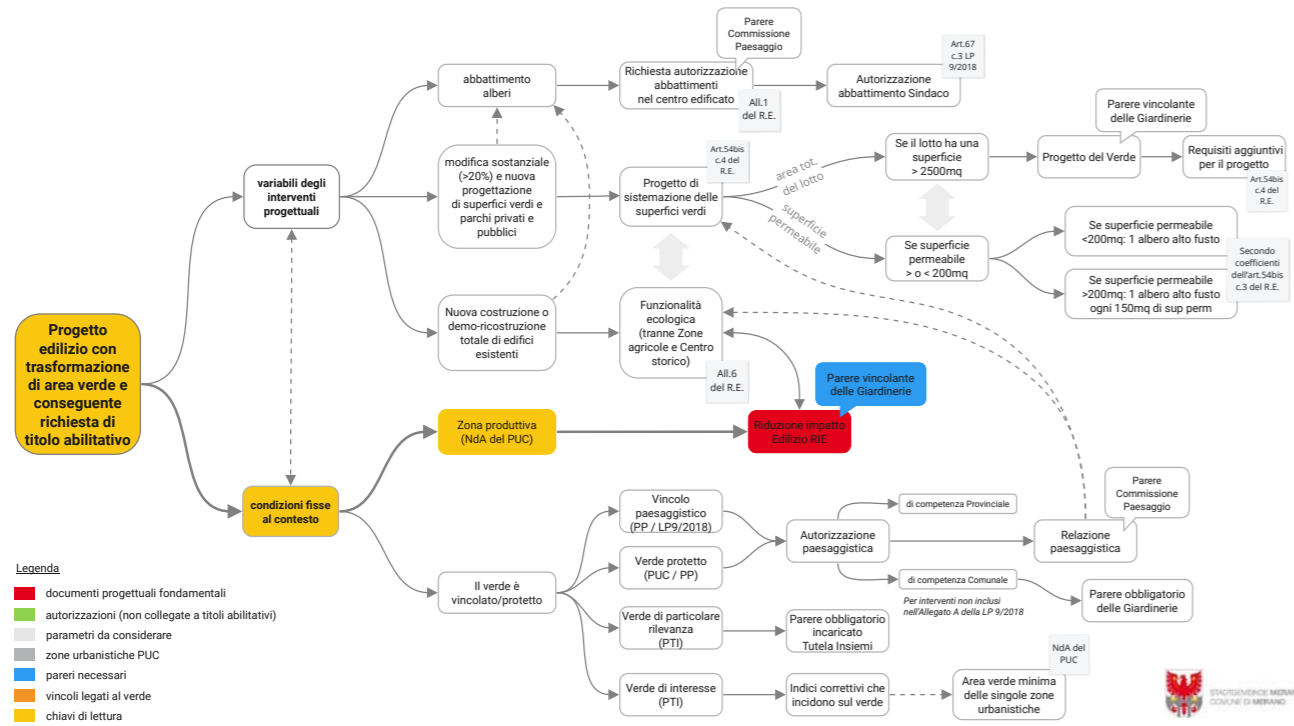 Parere
Commissione
Paesaggio
Art.67
c.3 LP
9/2018
abbattimento
alberi
Richiesta autorizzazione
abbattimenti
nel centro edificato
All.1
del R.E.
Autorizzazione
abbattimento Sindaco
Parere vincolante
delle Giardinerie
Art.54bis
c.4 del
R.E.
area tot.
del lotto
Se il lotto ha una
superficie
> 2500mq
Progetto del Verde
Requisiti aggiuntivi
per il progetto
Art.54bis
c.4 del
R.E.
variabili degli
interventi
progettuali
modifica sostanziale
(>20%) e nuova
progettazione
di superfici verdi e
parchi privati e
pubblici
Progetto di
sistemazione delle
superfici verdi
superficie
permeabile
Se superficie
permeabile
> o < 200mq
Se superficie permeabile
<200mq: 1 albero alto fusto
Se superficie permeabile
>200mq: 1 albero alto fusto
ogni 150mq di sup perm
Secondo
coefficienti
dell'art.54bis
c.3 del R.E.
Nuova costruzione o
demo-ricostruzione
totale di edifici
esistenti
Funzionalità
ecologica
(tranne Zone
agricole e Centro
storico)
All.6
del R.E.
Progetto
edilizio con
trasformazione
di area verde e
conseguente
richiesta di
titolo abilitativo
Parere vincolante
delle Giardinerie
Zona produttiva
(NdA del PUC)
Riduzione impatto
Edilizio RIE
condizioni fisse
al contesto
Vincolo
paesaggistico
(PP / LP9/2018)
Verde protetto
(PUC / PP)
Autorizzazione
paesaggistica
di competenza Provinciale
Parere
Commissione
Paesaggio
Relazione
paesaggistica
di competenza Comunale
Per interventi non inclusi
nell'Allegato A della LP 9/2018
Parere obbligatorio
delle Giardinerie
Il verde è
vincolato/protetto
Verde di particolare
rilevanza
(PTI)
Parere obbligatorio
incaricato
Tutela Insiemi
Verde di interesse
(PTI)
Indici correttivi che
incidono sul verde
Area verde minima
delle singole zone
urbanistiche
NdA del
PUC
Legenda
documenti progettuali fondamentali
autorizzazioni (non collegate a titoli abilitativi)
parametri da considerare
zone urbanistiche PUC
pareri necessari
vincoli legati al verde
chiavi di lettura
STADTGEMEINDE MERAN
COMUNE DI MERANO